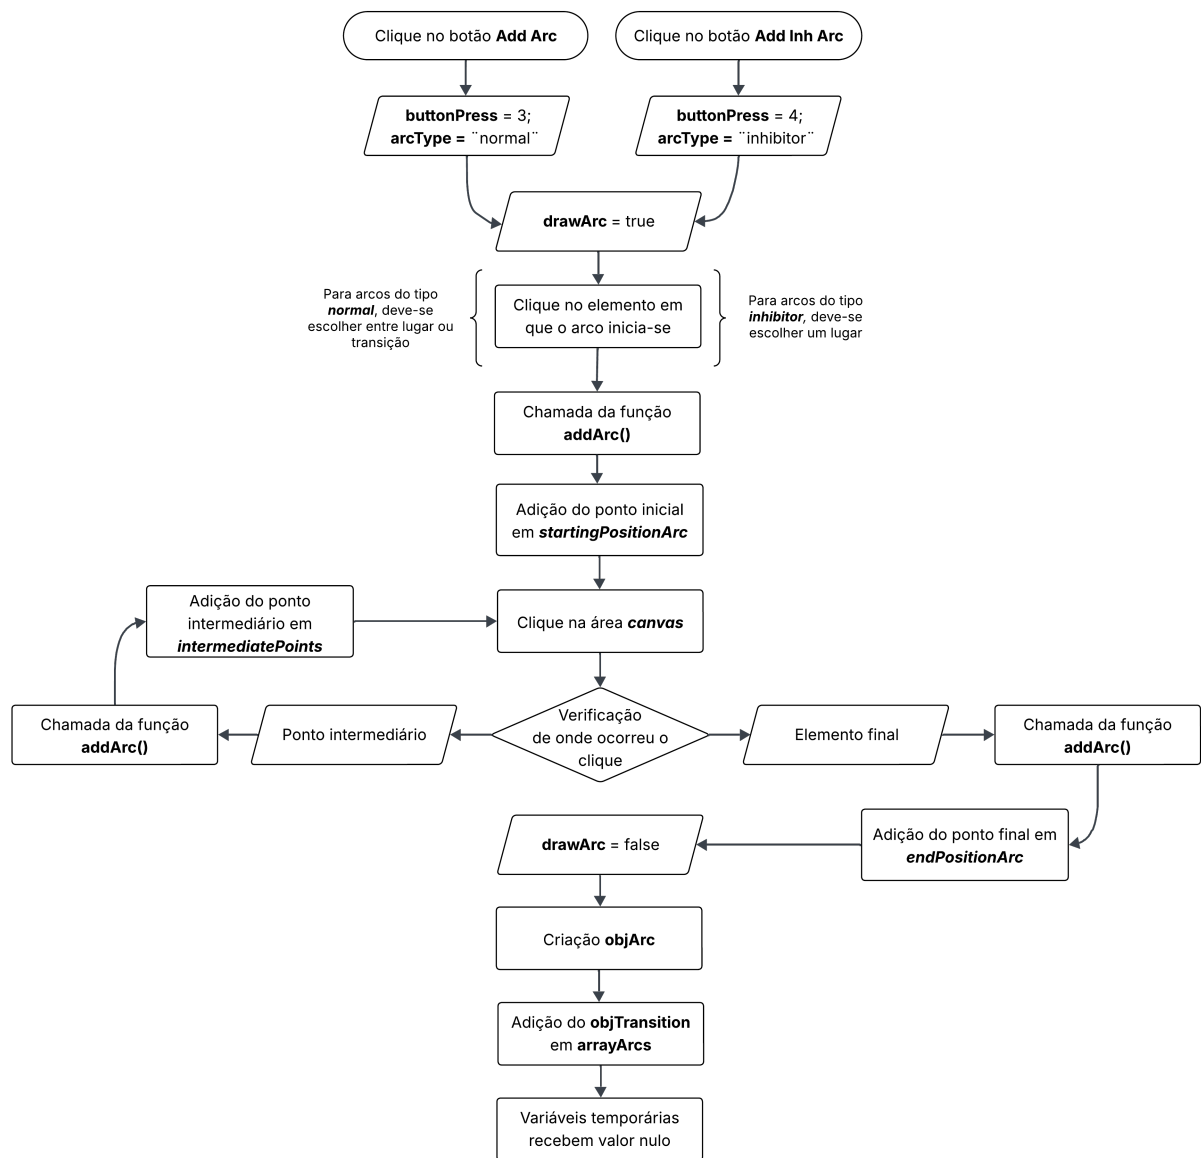 Clique no botão Add Arc
Clique no botão Add Inh Arc
buttonPress = 3;
arcType = ¨normal¨
buttonPress = 4;
arcType = ¨inhibitor¨
drawArc = true
Para arcos do tipo
normal, deve-se
escolher entre lugar ou
transição
Clique no elemento em
que o arco inicia-se
Para arcos do tipo
inhibitor, deve-se
escolher um lugar
Chamada da função
addArc()
Adição do ponto inicial
em startingPositionArc
Adição do ponto
intermediário em
intermediatePoints
Clique na área canvas
Chamada da função
addArc()
Ponto intermediário
Verificação
de onde ocorreu o
clique
Elemento final
Chamada da função
addArc()
drawArc = false
Adição do ponto final em
endPositionArc
Criação objArc
Adição do objTransition
em arrayArcs
Variáveis temporárias
recebem valor nulo